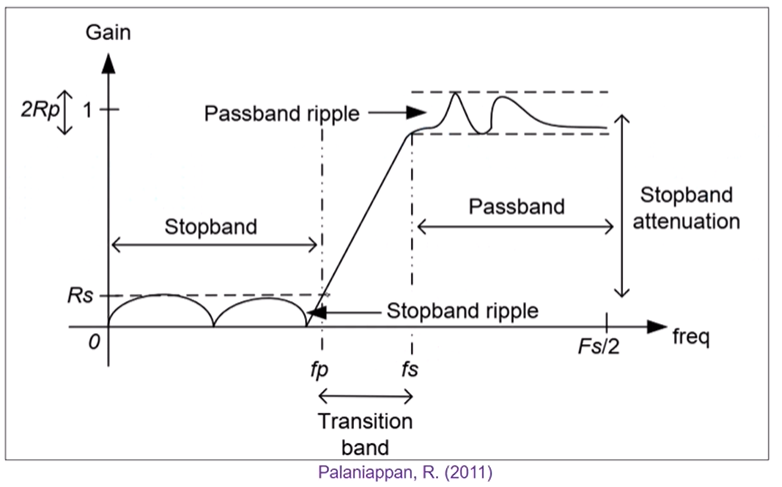 Gain
2Rp
1
Passband ripple
Stopband
Passband
Stopband
attenuation
Rs
Stopband ripple
0
Fs/2
freq
fp
fs
Transition
band
Palaniappan, R. (2011)